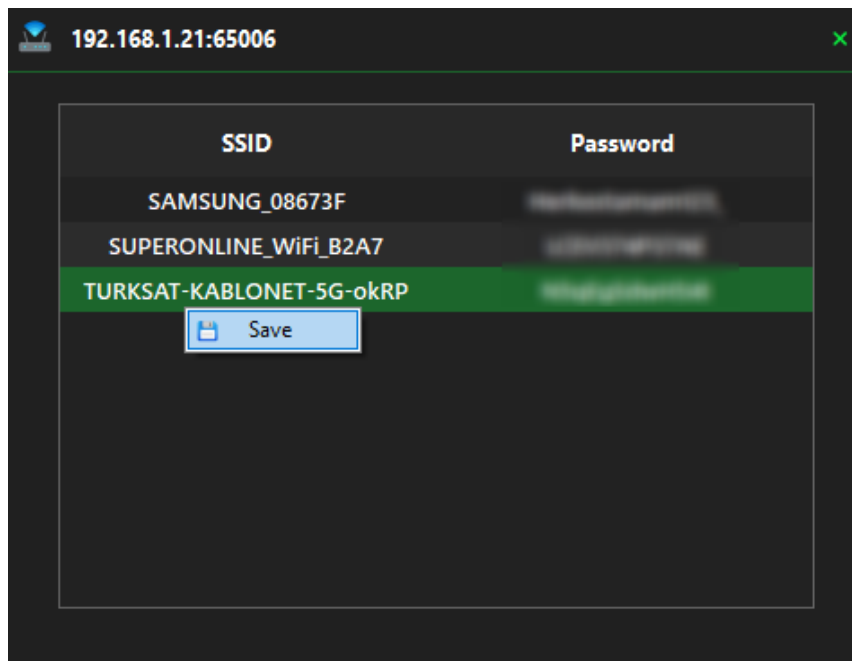 192.168.1.21:65006
SSID Password
SAMSUNG_08673F
SUPERONLINE_WiFi_B2A7
TURKSAT-KABLONET-5G-okRP
Save